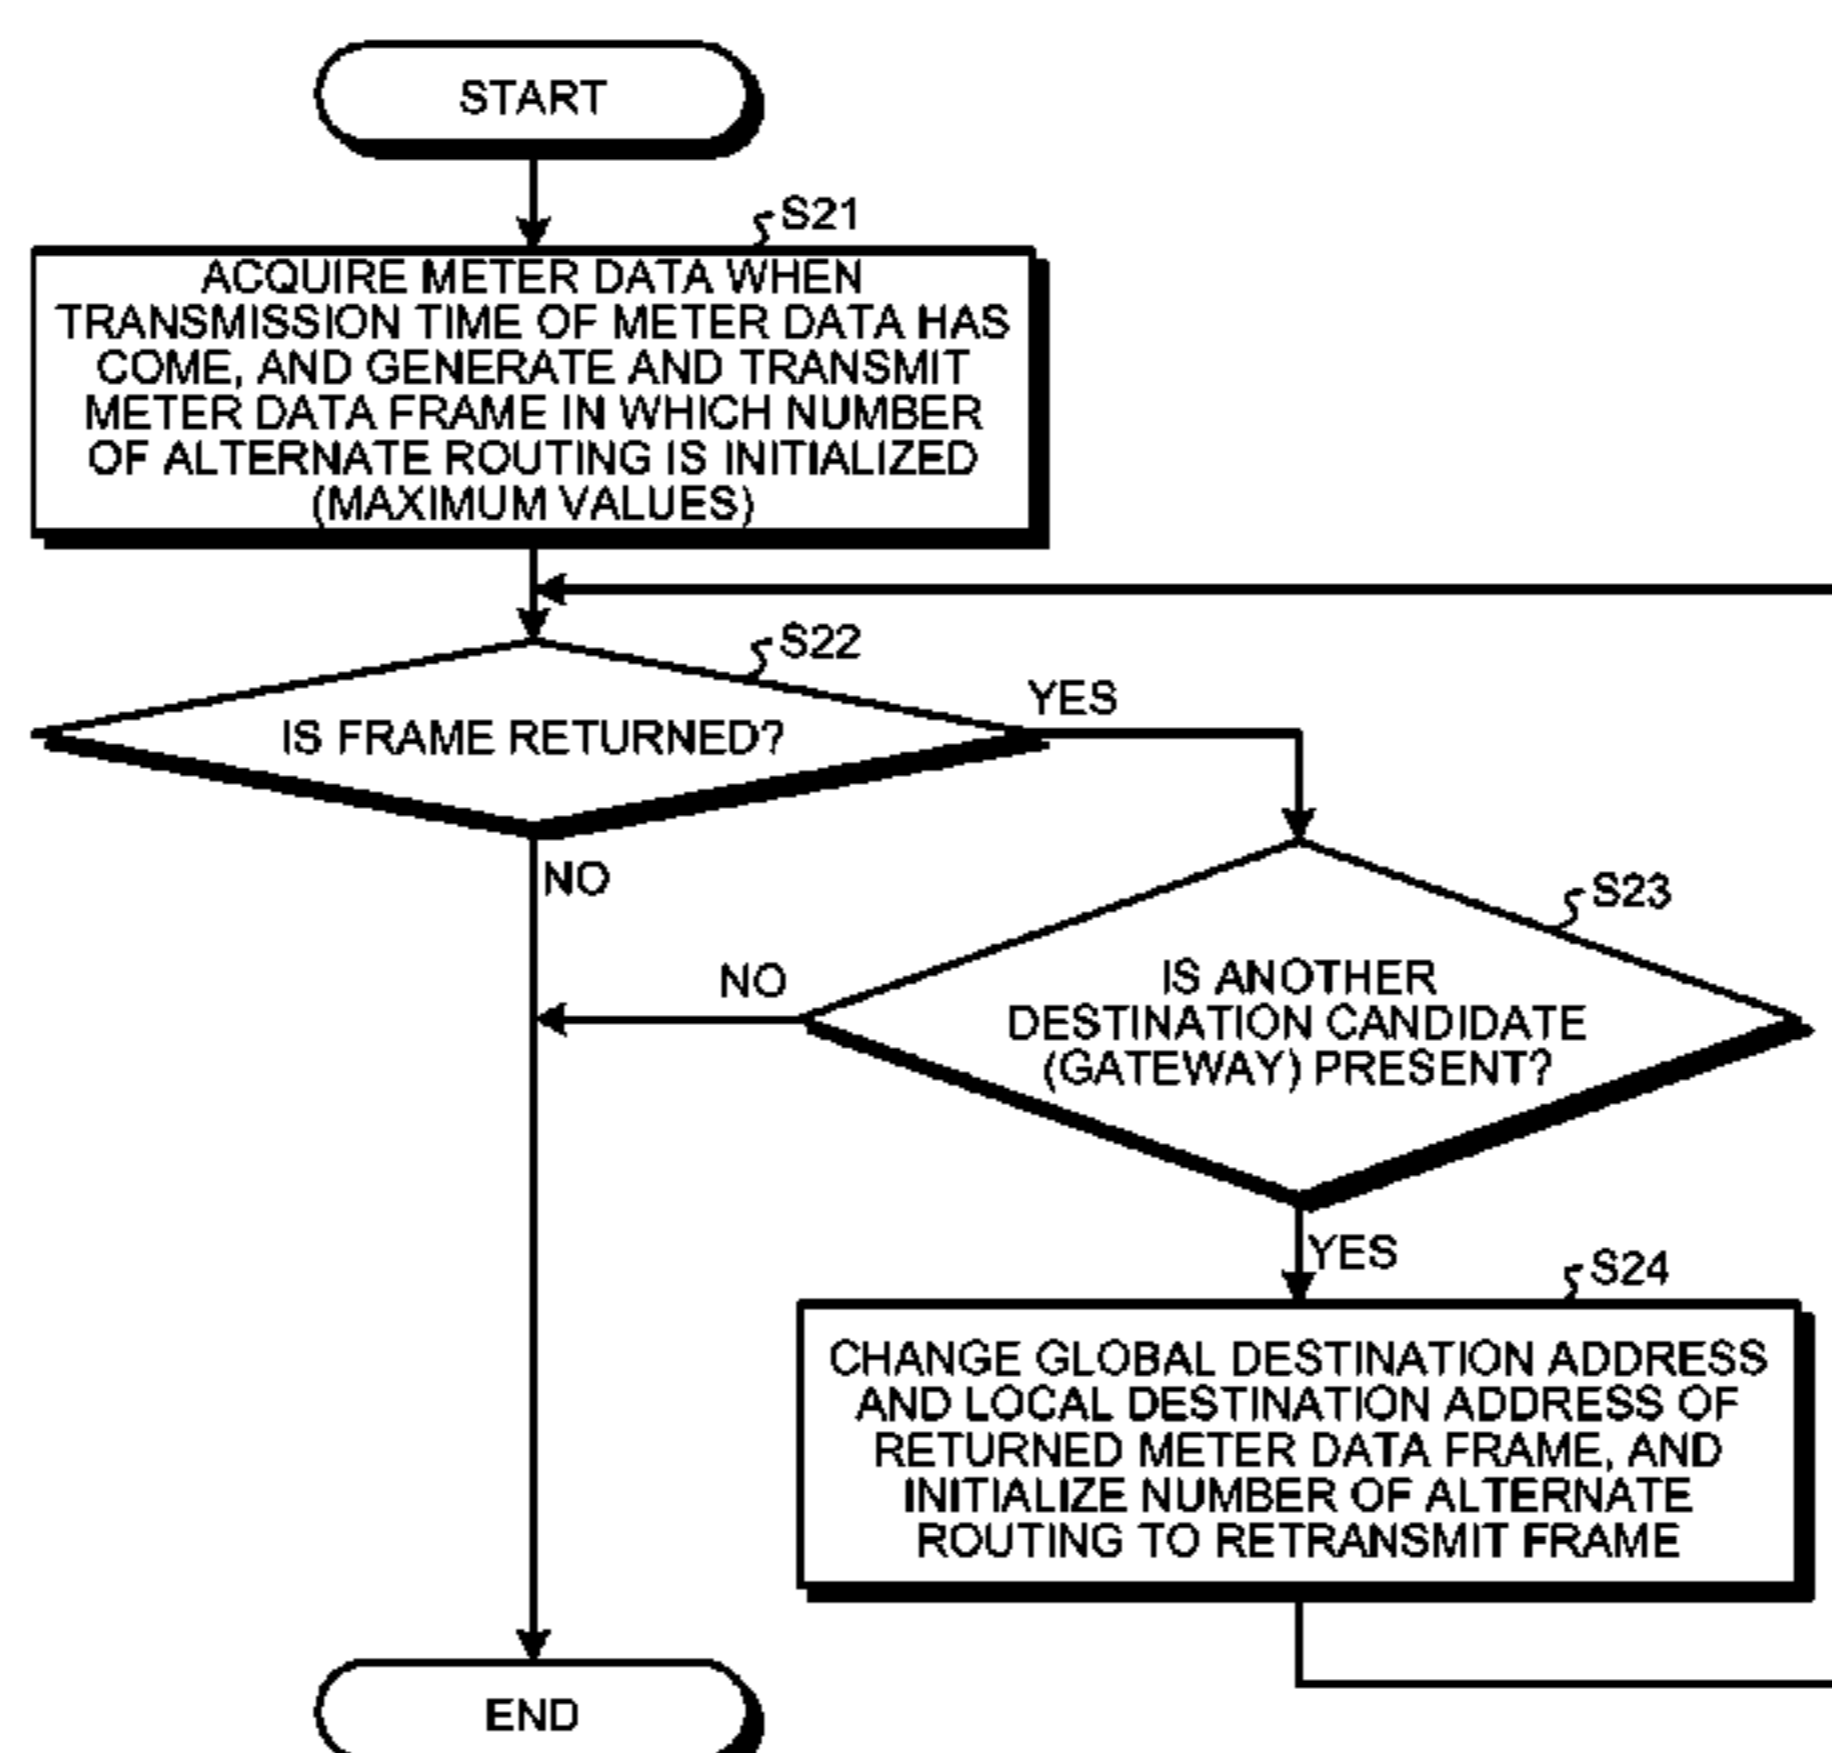 START
S21
ACQUIRE METER DATA WHEN
TRANSMISSION TIME OF METER DATA HAS
COME, AND GENERATE AND TRANSMIT
METER DATA FRAME IN WHICH NUMBER
OF ALTERNATE ROUTING IS INITIALIZED
(MAXIMUM VALUES)
S22
IS FRAME RETURNED?
YES
NO
S23
IS ANOTHER
DESTINATION CANDIDATE
(GATEWAY) PRESENT?
NO
YES
S24
CHANGE GLOBAL DESTINATION ADDRESS
AND LOCAL DESTINATION ADDRESS OF
RETURNED METER DATA FRAME, AND
INITIALIZE NUMBER OF ALTERNATE
ROUTING TO RETRANSMIT FRAME
END